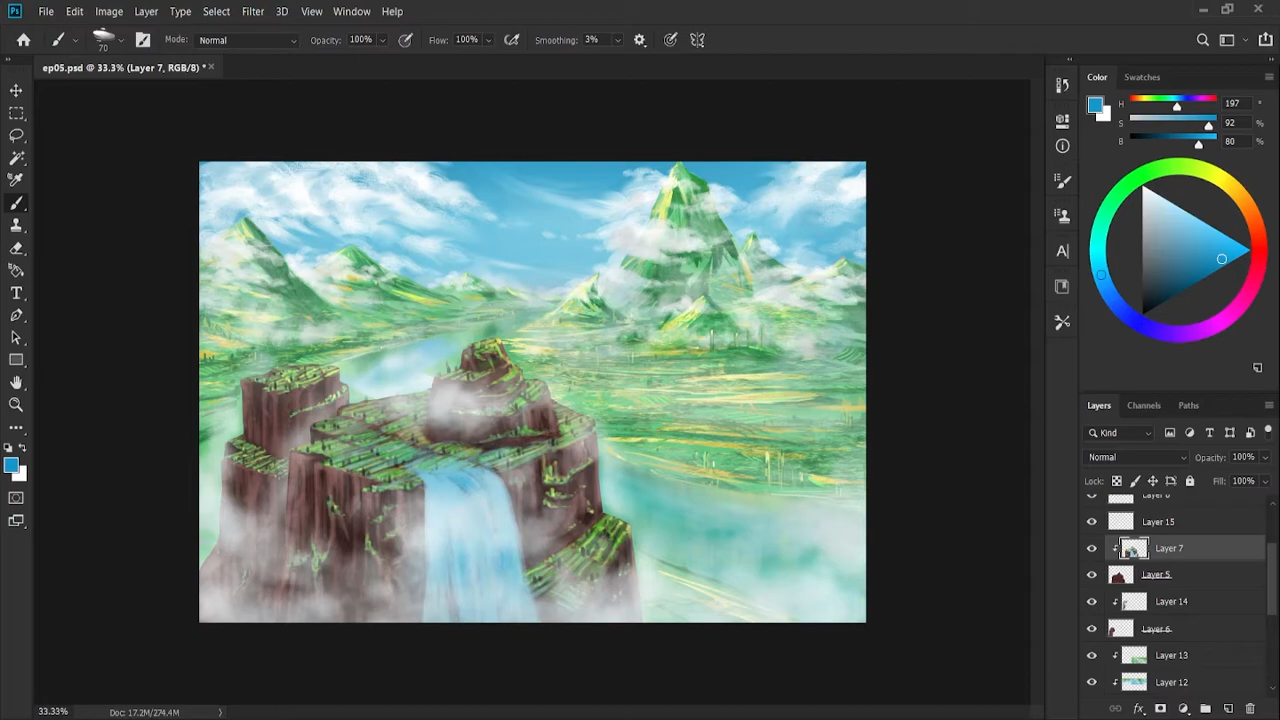 Ps File Edit Image Layer Type Select Filter 3D View Window Help
70 Mode: Normal Opacity: 100% Flow: 100% Smoothing: 3%
ep05.psd @ 33.3% (Layer 7, RGB/8) *
Color Swatches
H 197 °
S 92 %
B 80 %
Layers Channels Paths
Kind
Normal Opacity: 100%
Lock: Fill: 100%
Layer 15
Layer 7
Layer 5
Layer 14
Layer 6
Layer 13
Layer 12
33.33% Doc: 17.2M/274.4M